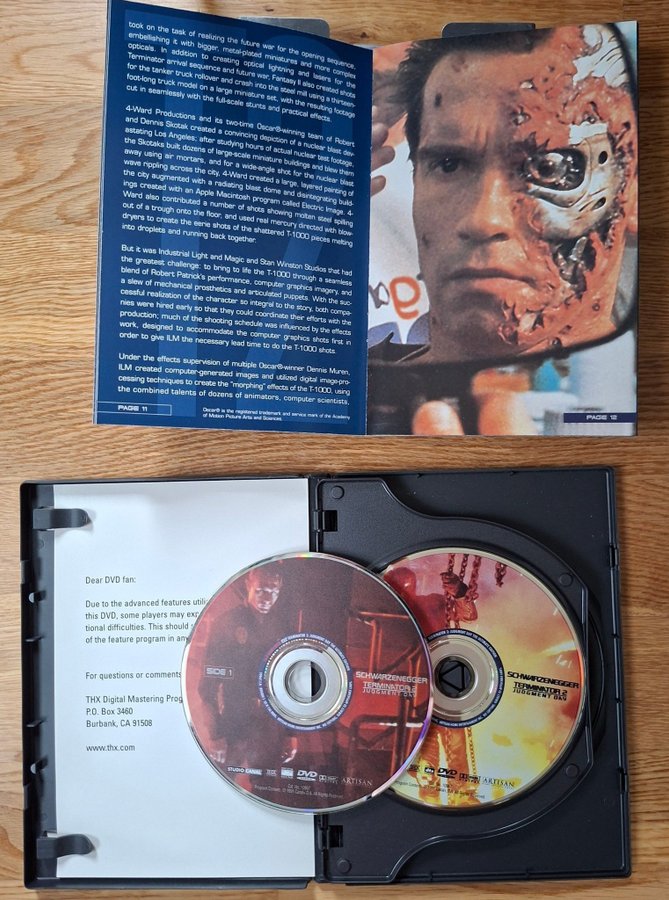 took on the task of realizing the future war for the opening sequence,
embellishing it with bigger, metal-plated miniatures and more complex
opticals. In addition to creating optical lightning and lasers for the
Terminator arrival sequence and future war, Fantasy II also created shots
for the tanker truck rollover and crash into the steel mill using a thirteen-
foot-long truck model on a large miniature set, with the resulting footage
cut in seamlessly with the full-scale stunts and practical effects.
4-Ward Productions and its two-time Oscar®-winning team of Robert
and Dennis Skotak created a convincing depiction of a nuclear blast dev-
astating Los Angeles: after studying hours of actual nuclear test footage,
the Skotaks built dozens of large-scale miniature buildings and blew them
away using air mortars, and for a wide-angle shot for the nuclear blast
wave rippling across the city, 4-Ward created a large, layered painting of
the city augmented with a radiating blast dome and disintegrating build-
ings created with an Apple Macintosh program called Electric Image. 4-
Ward also contributed a number of shots showing molten steel spilling
out of a trough onto the floor, and used real mercury directed with blow-
dryers to create the eerie shots of the shattered T-1000 pieces melting
into droplets and running back together.
But it was Industrial Light and Magic and Stan Winston Studios that had
the greatest challenge: to bring to life the T-1000 through a seamless
blend of Robert Patrick's performance, computer graphics imagery, and
a slew of mechanical prosthetics and articulated puppets. With the suc-
cessful realization of the character so integral to the story, both compa-
nies were hired early so that they could coordinate their efforts with the
production; much of the shooting schedule was influenced by the effects
work, designed to accommodate the computer graphics shots first in
order to give ILM the necessary lead time to do the T-1000 shots.
Under the effects supervision of multiple Oscar®-winner Dennis Muren,
ILM created computer-generated images and utilized digital image-pro-
cessing techniques to create the "morphing" effects of the T-1000, using
the combined talents of dozens of animators, computer scientists,
PAGE 11
Oscar® is the registered trademark and service mark of the Academy
of Motion Picture Arts and Sciences.
PAGE 12
Dear DVD fan:
Due to the advanced features utili
this DVD, some players may exp
tional difficulties. This should
of the feature program in any
For questions or comments
THX Digital Mastering Prog
P.O. Box 3460
Burbank, CA 91508
www.thx.com
SIDE 1
SCHWARZENEGGER
TERMINATOR 2
JUDGMENT DAY
STUDIO CANAL THX dts DVD ARTISAN
SCHWARZENEGGER
TERMINATOR 2
JUDGMENT DAY
dts DVD ARTISAN